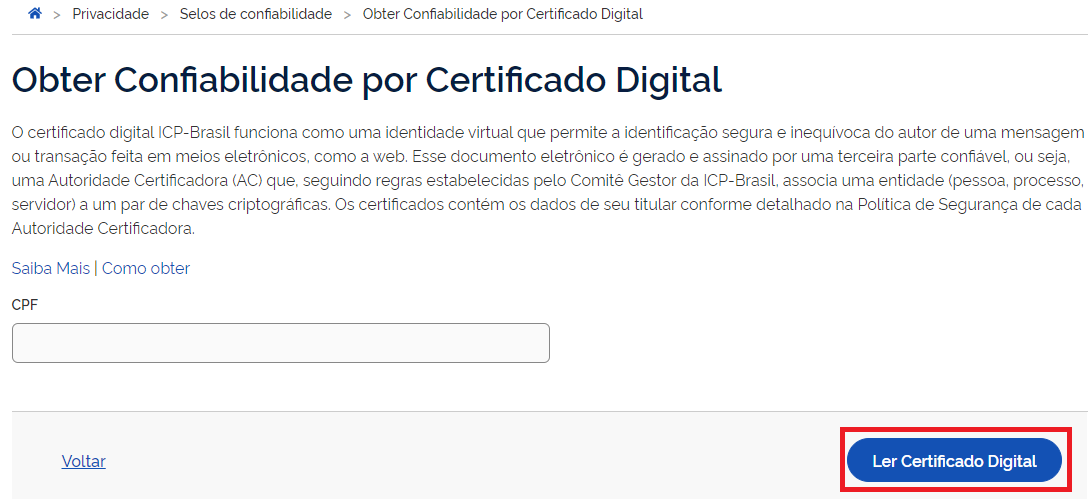 > Privacidade > Selos de confiabilidade > Obter Confiabilidade por Certificado Digital
Obter Confiabilidade por Certificado Digital
O certificado digital ICP-Brasil funciona como uma identidade virtual que permite a identificação segura e inequívoca do autor de uma mensagem
ou transação feita em meios eletrônicos, como a web. Esse documento eletrônico é gerado e assinado por uma terceira parte confiável, ou seja,
uma Autoridade Certificadora (AC) que, seguindo regras estabelecidas pelo Comitê Gestor da ICP-Brasil, associa uma entidade (pessoa, processo,
servidor) a um par de chaves criptográficas. Os certificados contém os dados de seu titular conforme detalhado na Política de Segurança de cada
Autoridade Certificadora.
Saiba Mais | Como obter
CPF
Voltar
Ler Certificado Digital